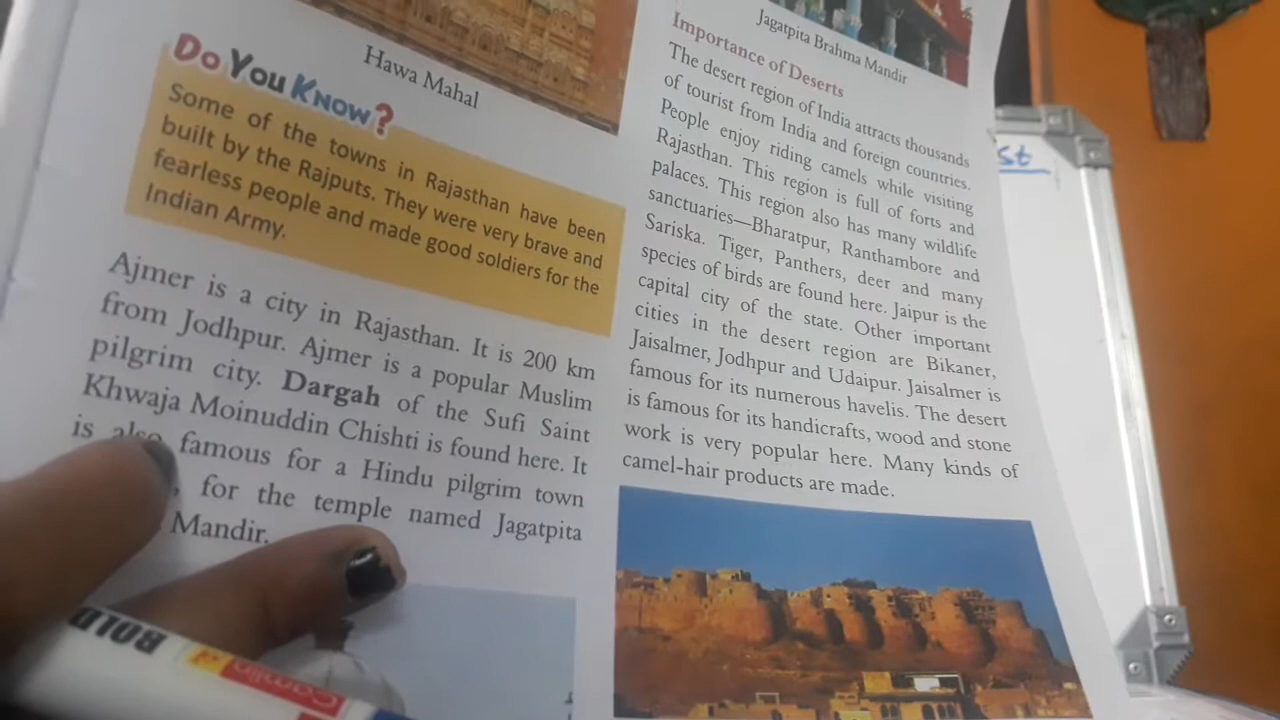 Hawa Mahal
Do You Know?
Some of the towns in Rajasthan have been
built by the Rajputs. They were very brave and
fearless people and made good soldiers for the
Indian Army.
Ajmer is a city in Rajasthan. It is 200 km
from Jodhpur. Ajmer is a popular Muslim
pilgrim city. Dargah of the Sufi Saint
Khwaja Moinuddin Chishti is found here. It
is also famous for a Hindu pilgrim town
, for the temple named Jagatpita
Mandir.
Jagatpita Brahma Mandir
Importance of Deserts
The desert region of India attracts thousands
of tourist from India and foreign countries.
People enjoy riding camels while visiting
Rajasthan. This region is full of forts and
palaces. This region also has many wildlife
sanctuaries—Bharatpur, Ranthambore and
Sariska. Tiger, Panthers, deer and many
species of birds are found here. Jaipur is the
capital city of the state. Other important
cities in the desert region are Bikaner,
Jaisalmer, Jodhpur and Udaipur. Jaisalmer is
famous for its numerous havelis. The desert
is famous for its handicrafts, wood and stone
work is very popular here. Many kinds of
camel-hair products are made.
st
BOLD
Camlin